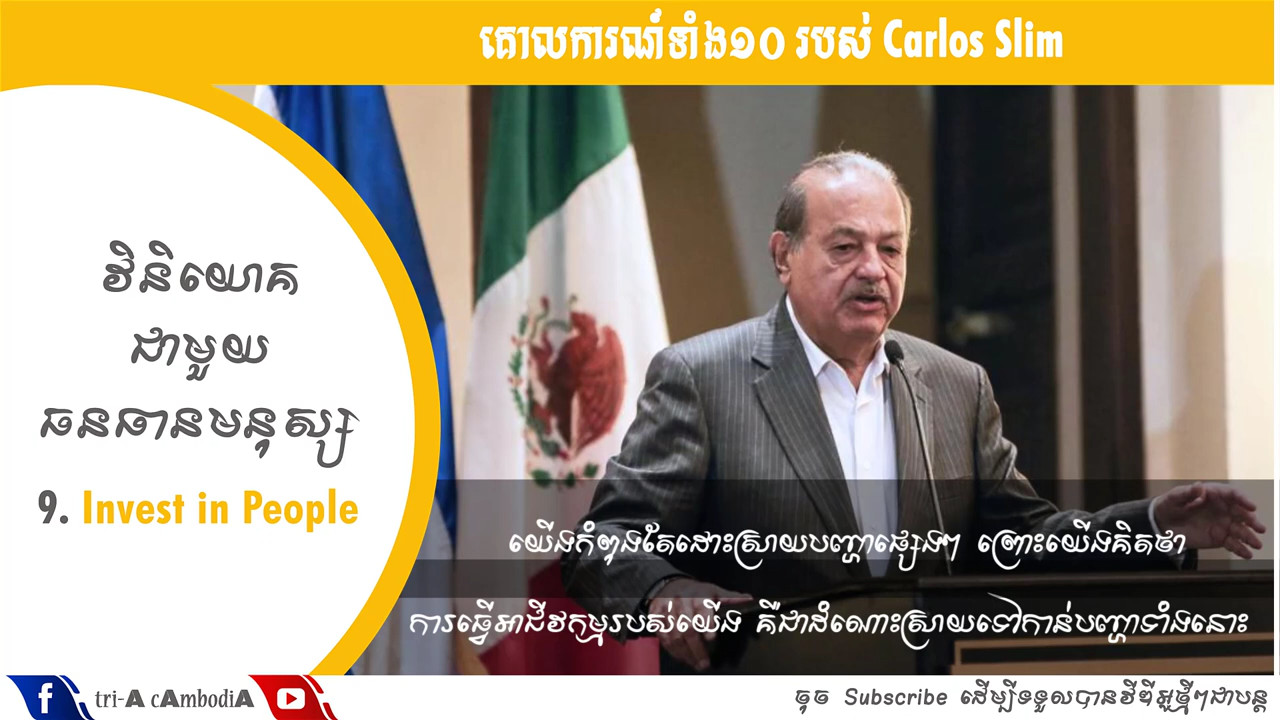 គោលការណ៍ទាំង១០ របស់ Carlos Slim
វិនិយោគ
ជាមួយ
ធនធានមនុស្ស
9. Invest in People
យើងកំពុងតែដោះស្រាយបញ្ហាផ្សេងៗ ព្រោះយើងគិតថា
ការធ្វើអាជីវកម្មរបស់យើង គឺជាដំណោះស្រាយទៅកាន់បញ្ហាទាំងនោះ
f tri-A cAmbodiA
ចុច Subscribe ដើម្បីទទួលបានវីឌីអូថ្មីៗជាបន្ត